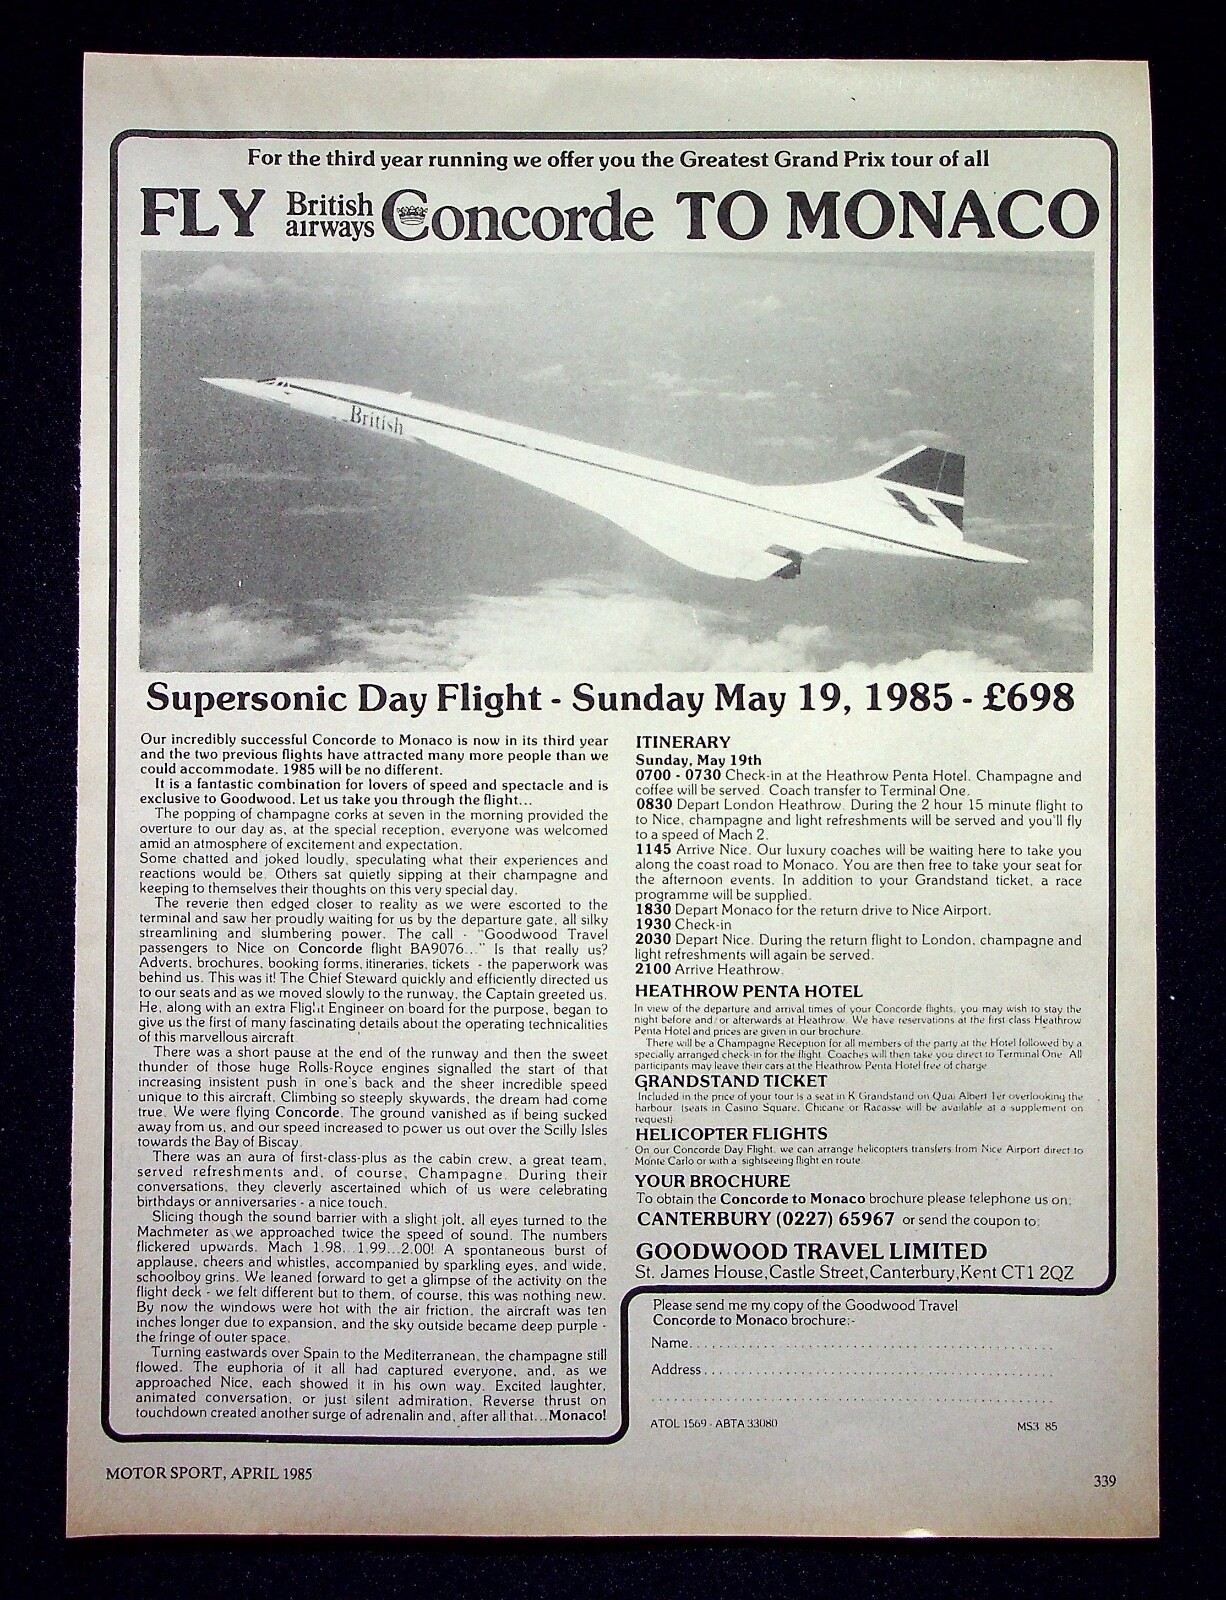 For the third year running we offer you the Greatest Grand Prix tour of all
FLY British airways Concorde TO MONACO
British
Supersonic Day Flight - Sunday May 19, 1985 - £698
Our incredibly successful Concorde to Monaco is now in its third year
and the two previous flights have attracted many more people than we
could accommodate. 1985 will be no different.
It is a fantastic combination for lovers of speed and spectacle and is
exclusive to Goodwood. Let us take you through the flight...
The popping of champagne corks at seven in the morning provided the
overture to our day as, at the special reception, everyone was welcomed
amid an atmosphere of excitement and expectation.
Some chatted and joked loudly, speculating what their experiences and
reactions would be. Others sat quietly sipping at their champagne and
keeping to themselves their thoughts on this very special day.
The reverie then edged closer to reality as we were escorted to the
terminal and saw her proudly waiting for us by the departure gate, all silky
streamlining and slumbering power. The call - "Goodwood Travel
passengers to Nice on Concorde flight BA9076..." Is that really us?
Adverts, brochures, booking forms, itineraries, tickets - the paperwork was
behind us. This was it! The Chief Steward quickly and efficiently directed us
to our seats and as we moved slowly to the runway, the Captain greeted us.
He, along with an extra Flight Engineer on board for the purpose, began to
give us the first of many fascinating details about the operating technicalities
of this marvellous aircraft
There was a short pause at the end of the runway and then the sweet
thunder of those huge Rolls-Royce engines signalled the start of that
increasing insistent push in one's back and the sheer incredible speed
unique to this aircraft. Climbing so steeply skywards, the dream had come
true. We were flying Concorde. The ground vanished as if being sucked
away from us, and our speed increased to power us out over the Scilly Isles
towards the Bay of Biscay.
There was an aura of first-class-plus as the cabin crew, a great team,
served refreshments and, of course, Champagne. During their
conversations, they cleverly ascertained which of us were celebrating
birthdays or anniversaries - a nice touch.
Slicing though the sound barrier with a slight jolt, all eyes turned to the
Machmeter as we approached twice the speed of sound. The numbers
flickered upwards. Mach 1.98...1.99...2.00! A spontaneous burst of
applause, cheers and whistles, accompanied by sparkling eyes, and wide,
schoolboy grins. We leaned forward to get a glimpse of the activity on the
flight deck - we felt different but to them, of course, this was nothing new.
By now the windows were hot with the air friction, the aircraft was ten
inches longer due to expansion, and the sky outside became deep purple -
the fringe of outer space.
Turning eastwards over Spain to the Mediterranean, the champagne still
flowed. The euphoria of it all had captured everyone, and, as we
approached Nice, each showed it in his own way. Excited laughter,
animated conversation, or just silent admiration. Reverse thrust on
touchdown created another surge of adrenalin and, after all that...Monaco!
ITINERARY
Sunday, May 19th
0700 - 0730 Check-in at the Heathrow Penta Hotel. Champagne and
coffee will be served. Coach transfer to Terminal One.
0830 Depart London Heathrow. During the 2 hour 15 minute flight to
to Nice, champagne and light refreshments will be served and you'll fly
to a speed of Mach 2.
1145 Arrive Nice. Our luxury coaches will be waiting here to take you
along the coast road to Monaco. You are then free to take your seat for
the afternoon events. In addition to your Grandstand ticket, a race
programme will be supplied.
1830 Depart Monaco for the return drive to Nice Airport.
1930 Check-in
2030 Depart Nice. During the return flight to London, champagne and
light refreshments will again be served.
2100 Arrive Heathrow.
HEATHROW PENTA HOTEL
In view of the departure and arrival times of your Concorde flights, you may wish to stay the
night before and/or afterwards at Heathrow. We have reservations at the first class Heathrow
Penta Hotel and prices are given in our brochure.
There will be a Champagne Reception for all members of the party at the Hotel followed by a
specially arranged check-in for the flight. Coaches will then take you direct to Terminal One. All
participants may leave their cars at the Heathrow Penta Hotel free of charge
GRANDSTAND TICKET
Included in the price of your tour is a seat in K Grandstand on Quai Albert 1er overlooking the
harbour. (seats in Casino Square, Chicane or Racasse will be available at a supplement on
request)
HELICOPTER FLIGHTS
On our Concorde Day Flight, we can arrange helicopters transfers from Nice Airport direct to
Monte Carlo or with a sightseeing flight en route
YOUR BROCHURE
To obtain the Concorde to Monaco brochure please telephone us on:
CANTERBURY (0227) 65967 or send the coupon to:
GOODWOOD TRAVEL LIMITED
St. James House, Castle Street, Canterbury, Kent CT1 2QZ
Please send me my copy of the Goodwood Travel
Concorde to Monaco brochure:-
Name
Address
ATOL 1569 - ABTA 33080
MS3 85
MOTOR SPORT, APRIL 1985
339